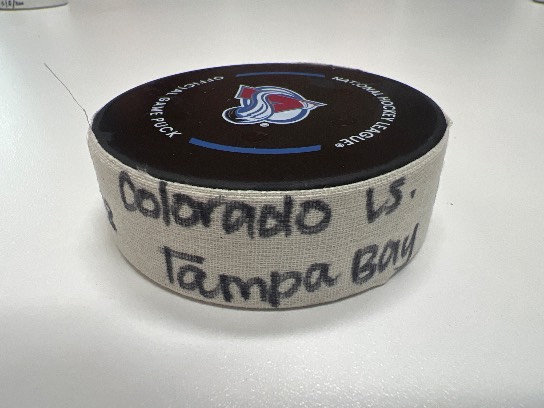 OFFICIAL GAME PUCK
NATIONAL HOCKEY LEAGUE®
®
Colorado vs.
Tampa Bay